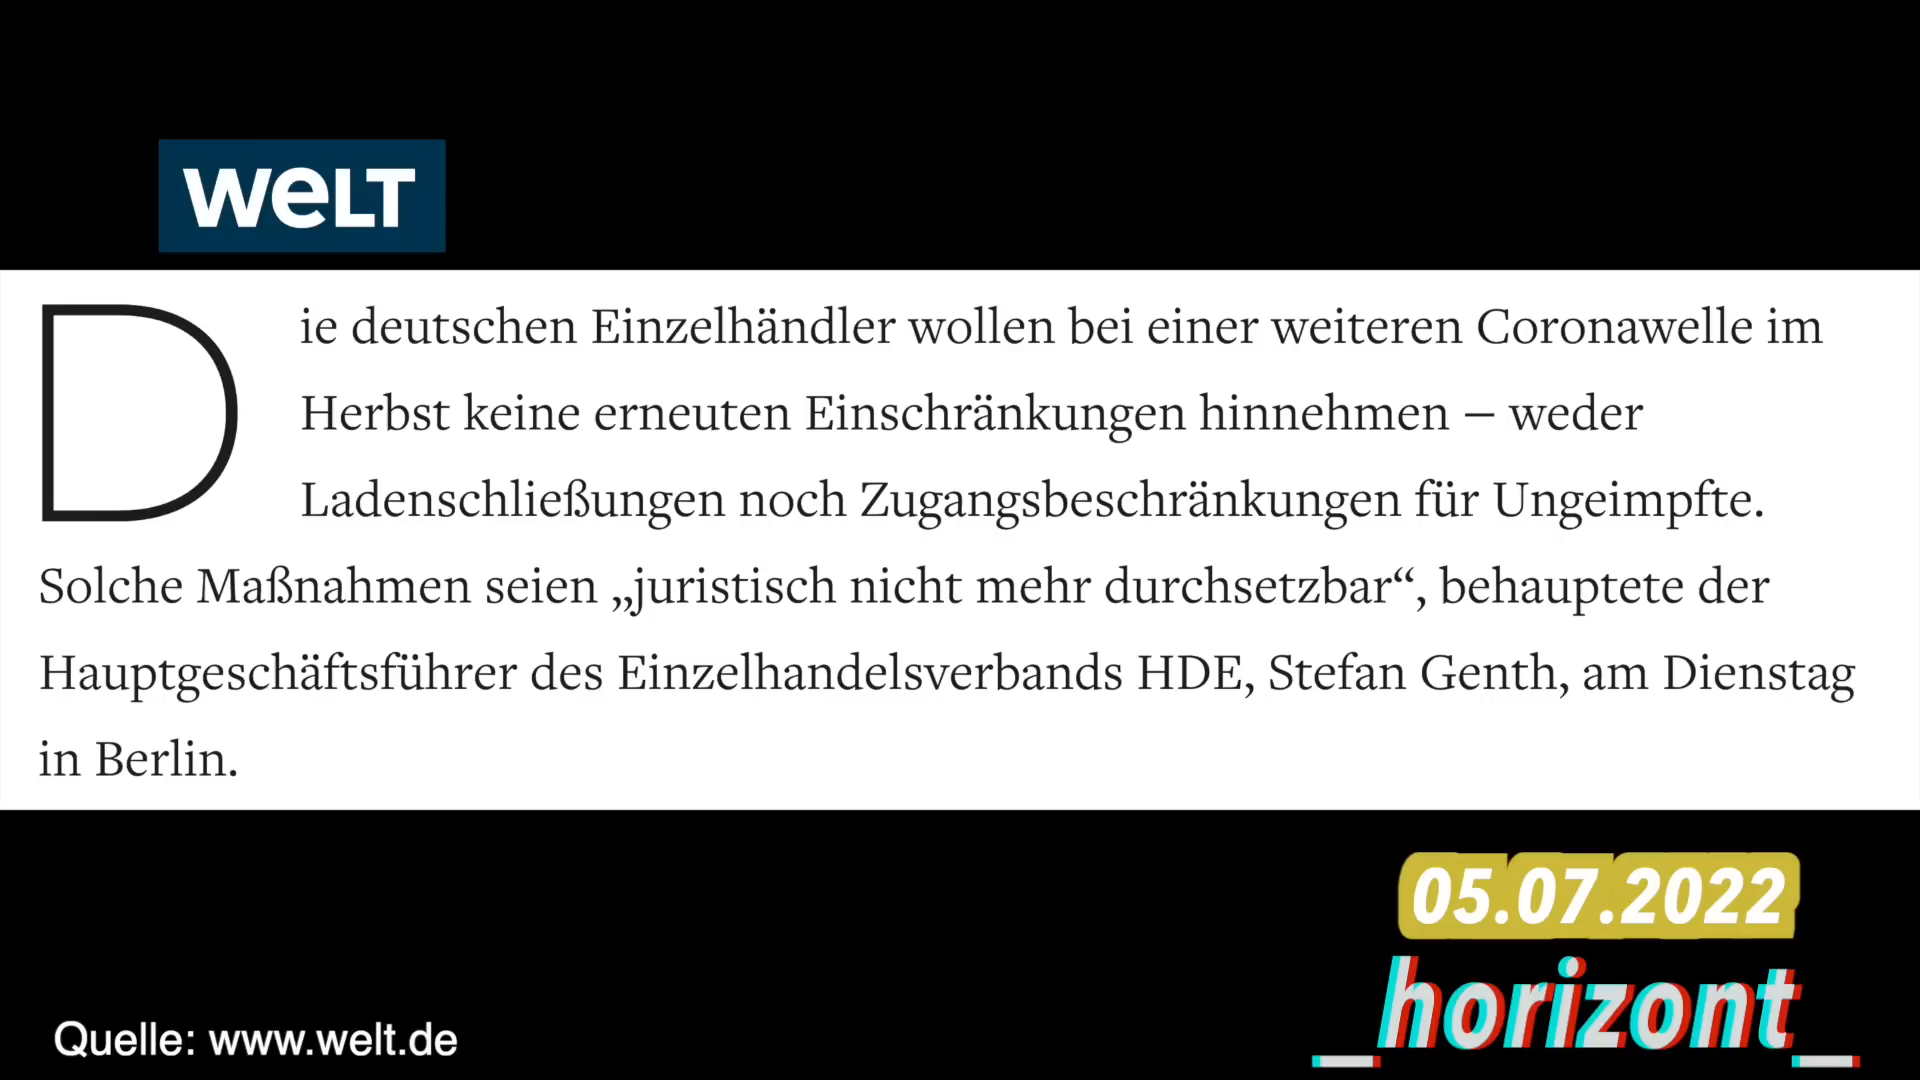 WELT
Die deutschen Einzelhändler wollen bei einer weiteren Coronawelle im
Herbst keine erneuten Einschränkungen hinnehmen – weder
Ladenschließungen noch Zugangsbeschränkungen für Ungeimpfte.
Solche Maßnahmen seien „juristisch nicht mehr durchsetzbar“, behauptete der
Hauptgeschäftsführer des Einzelhandelsverbands HDE, Stefan Genth, am Dienstag
in Berlin.
05.07.2022
_horizont_
Quelle: www.welt.de